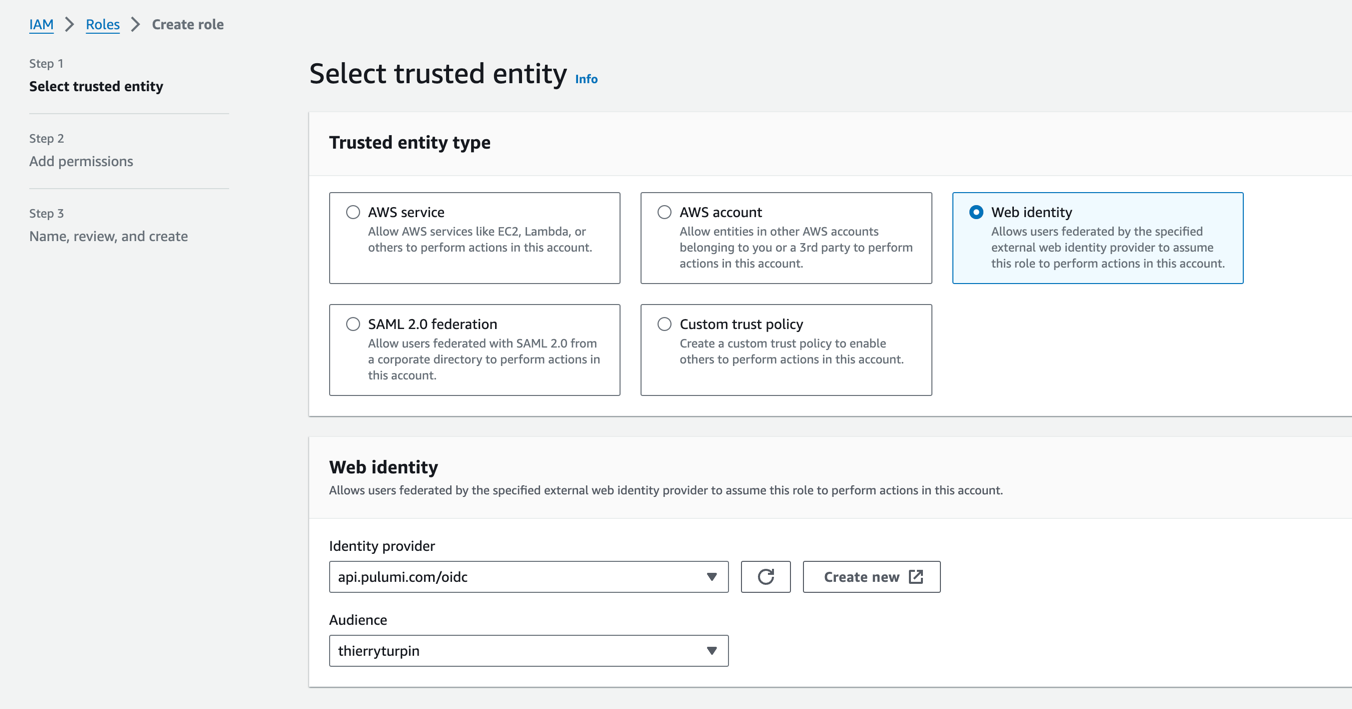 IAM > Roles > Create role
Step 1
Select trusted entity
Step 2
Add permissions
Step 3
Name, review, and create
Select trusted entity Info
Trusted entity type
AWS service
Allow AWS services like EC2, Lambda, or
others to perform actions in this account.
AWS account
Allow entities in other AWS accounts
belonging to you or a 3rd party to perform
actions in this account.
Web identity
Allows users federated by the specified
external web identity provider to assume
this role to perform actions in this account.
SAML 2.0 federation
Allow users federated with SAML 2.0 from
a corporate directory to perform actions in
this account.
Custom trust policy
Create a custom trust policy to enable
others to perform actions in this account.
Web identity
Allows users federated by the specified external web identity provider to assume this role to perform actions in this account.
Identity provider
api.pulumi.com/oidc
Create new
Audience
thierryturpin